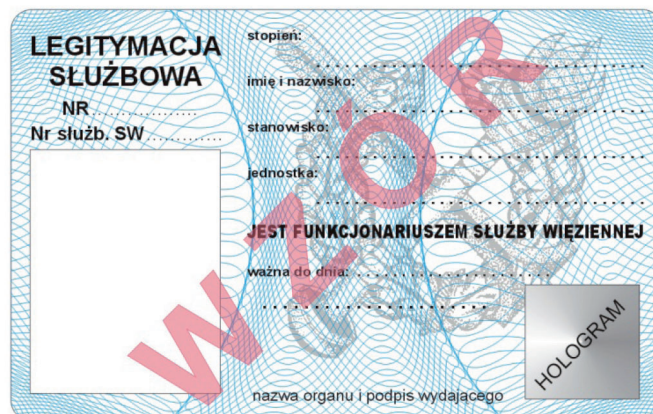 LEGITYMACJA
SŁUŻBOWA
NR....................
Nr służb. SW..............
stopień:
imię i nazwisko:
stanowisko:
jednostka:
JEST FUNKCJONARIUSZEM SŁUŻBY WIĘZIENNEJ
ważna do dnia: ..............................
nazwa organu i podpis wydającego
HOLOGRAM
WZÓR